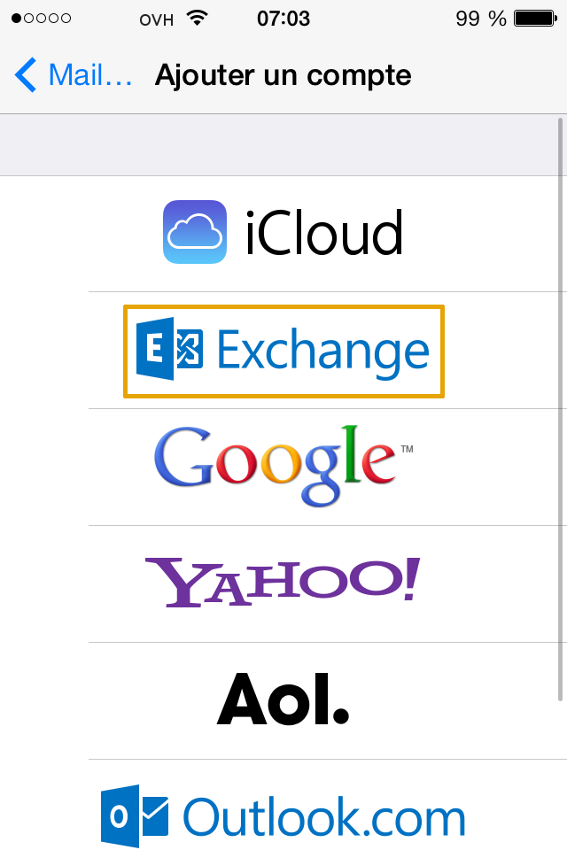 OVH 07:03 99 %
Mail... Ajouter un compte
iCloud
E Exchange
Google™
YAHOO!
Aol.
O Outlook.com